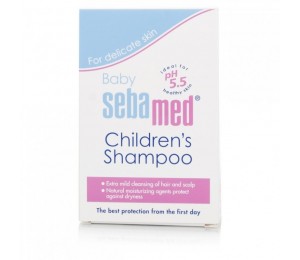 For delicate skin
Baby
ideal for
pH
5.5
healthy skin
sebamed®
Children's
Shampoo
• Extra mild cleansing of hair and scalp
• Natural moisturizing agents protect
against dryness
The best protection from the first day